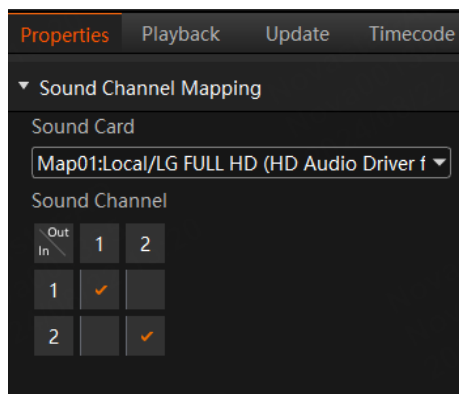 Properties Playback Update Timecode
Sound Channel Mapping
Sound Card
Map01:Local/LG FULL HD (HD Audio Driver f
Sound Channel
Out
In 1 2
1
2